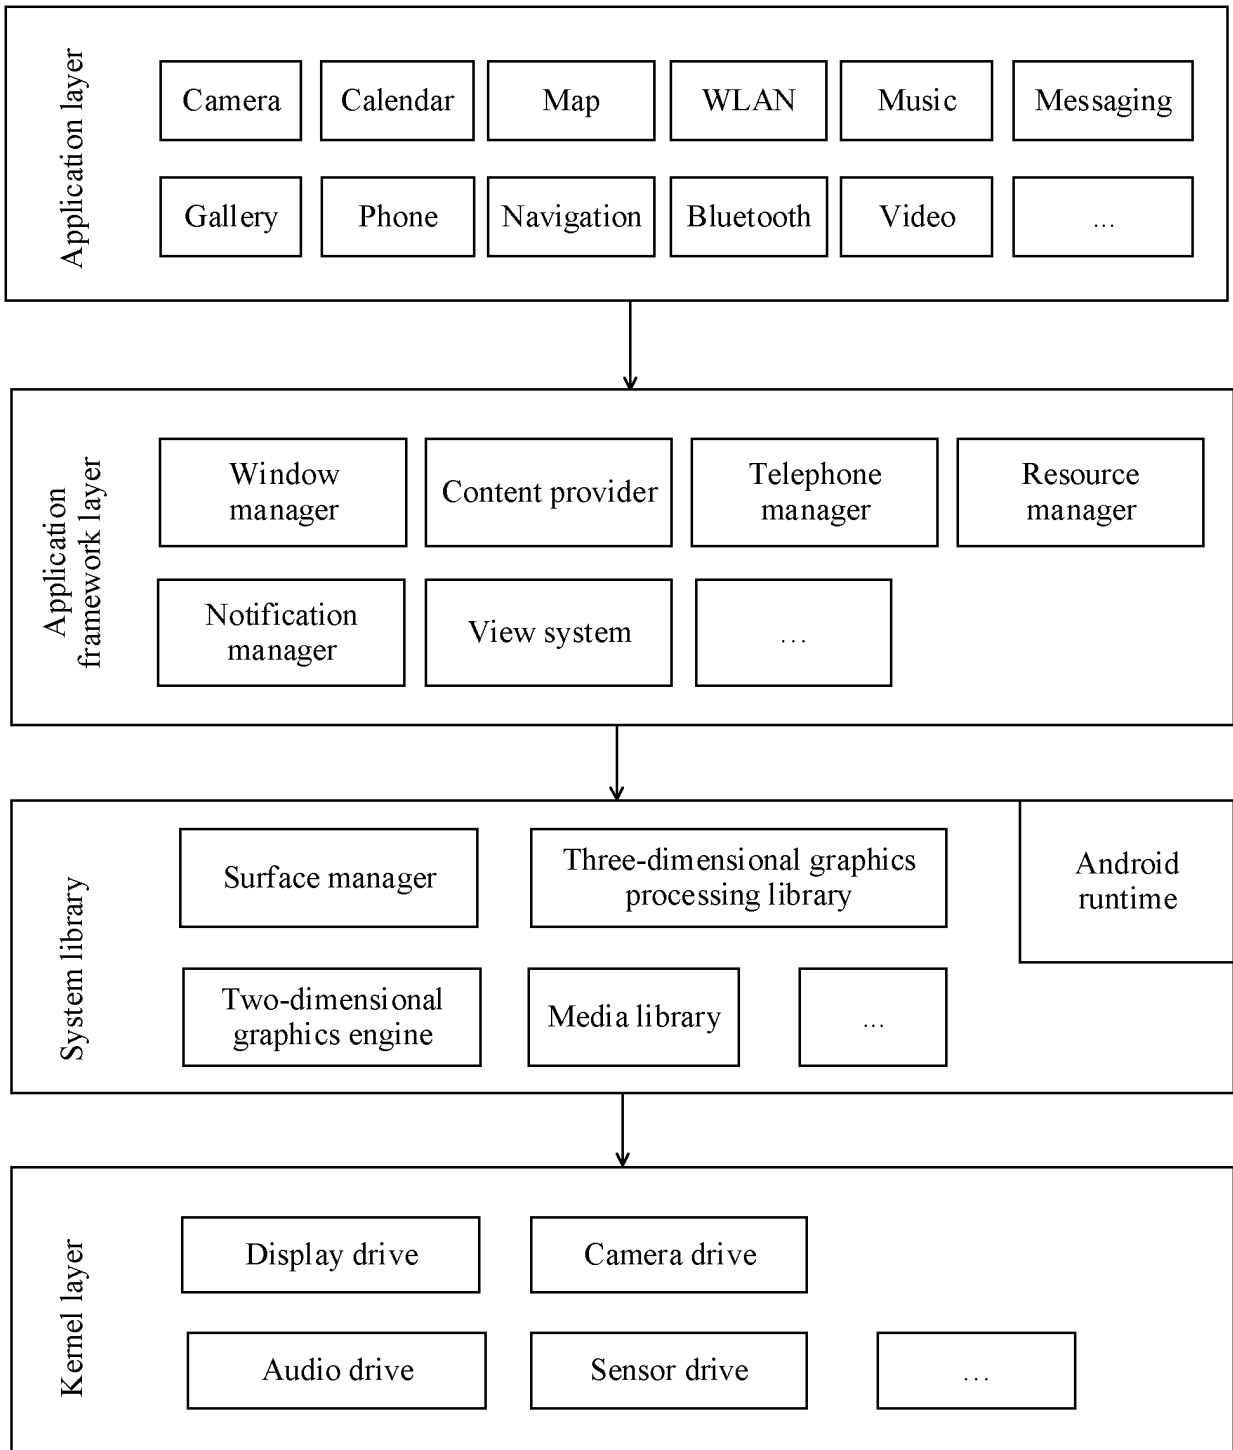 Application layer
Camera
Calendar
Map
WLAN
Music
Messaging
Gallery
Phone
Navigation
Bluetooth
Video
...
Application
framework layer
Window
manager
Content provider
Telephone
manager
Resource
manager
Notification
manager
View system
...
System library
Surface manager
Three-dimensional graphics
processing library
Android
runtime
Two-dimensional
graphics engine
Media library
...
Kernel layer
Display drive
Camera drive
Audio drive
Sensor drive
...